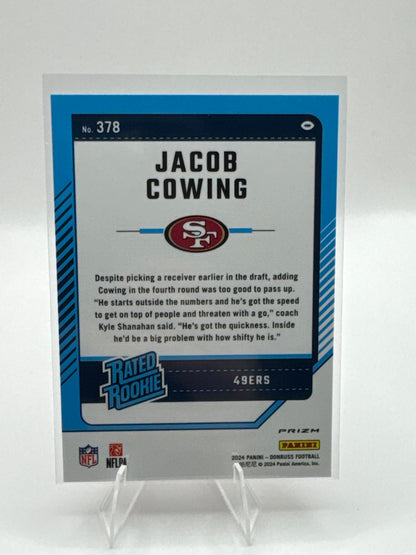 No. 378
JACOB
COWING
SF
Despite picking a receiver earlier in the draft, adding
Cowing in the fourth round was too good to pass up.
"He starts outside the numbers and he's got the speed
to get on top of people and threaten with a go," coach
Kyle Shanahan said. "He's got the quickness. Inside
he'd be a big problem with how shifty he is."
RATED
ROOKIE
49ERS
PRIZM
PANINI
NFL
NFLPA
2024 PANINI – DONRUSS FOOTBALL
© 2024 Panini America, Inc.